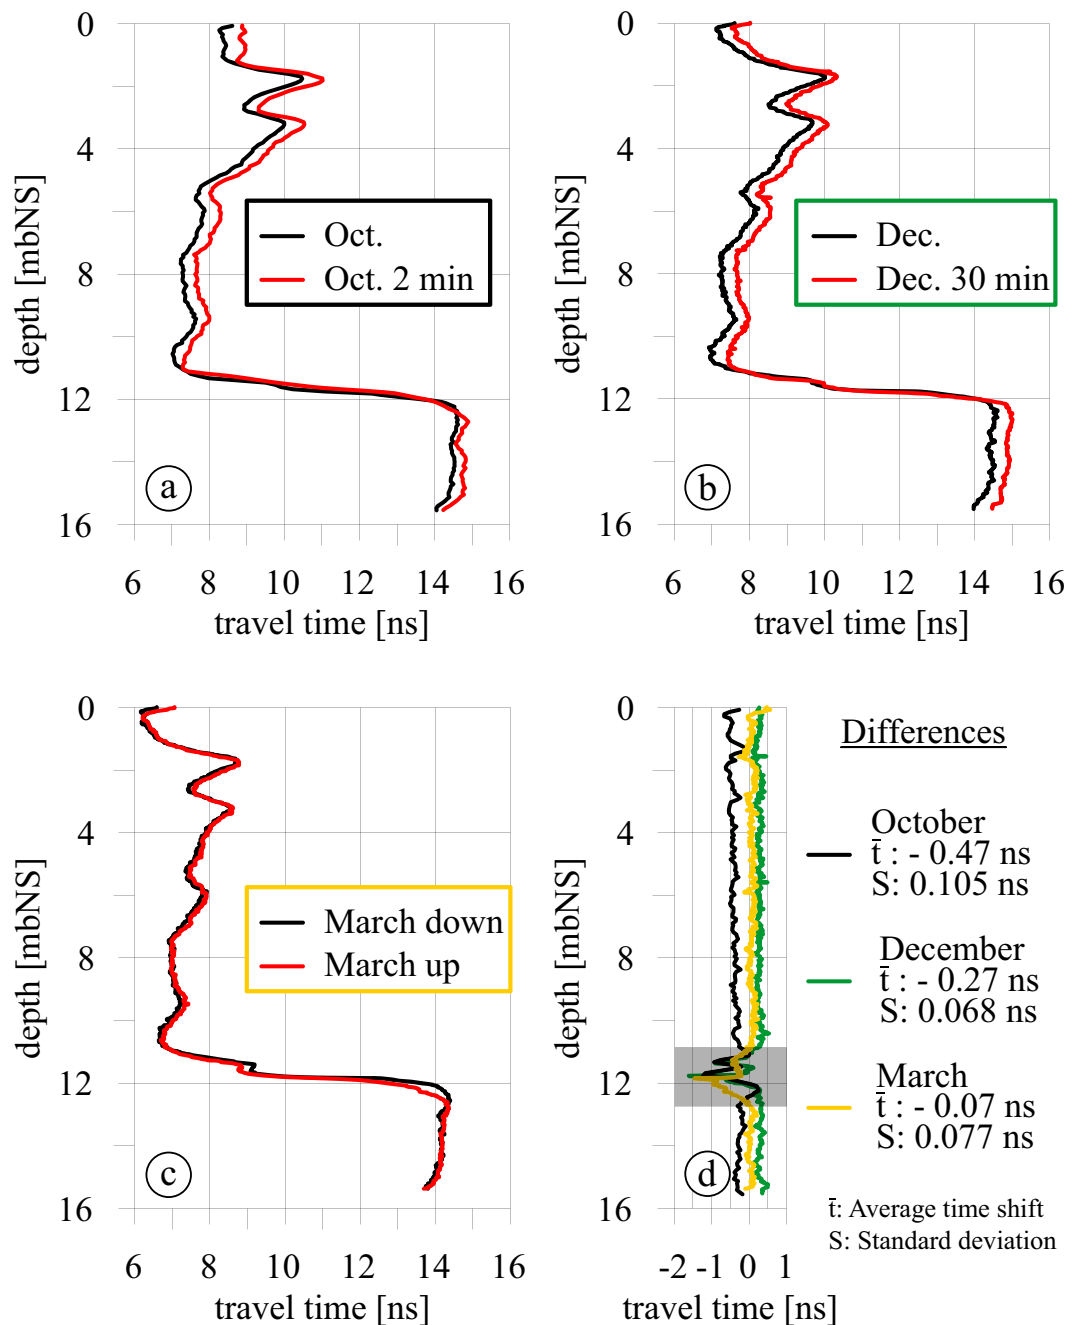 0
4
8
12
16
depth [mbNS]
Oct.
Oct. 2 min
a
6 8 10 12 14 16
travel time [ns]
0
4
8
12
16
depth [mbNS]
Dec.
Dec. 30 min
b
6 8 10 12 14 16
travel time [ns]
0
4
8
12
16
depth [mbNS]
March down
March up
c
6 8 10 12 14 16
travel time [ns]
0
4
8
12
16
depth [mbNS]
d
-2 -1 0 1
travel time [ns]
Differences
October
t̄ : - 0.47 ns
S: 0.105 ns
December
t̄ : - 0.27 ns
S: 0.068 ns
March
t̄ : - 0.07 ns
S: 0.077 ns
t̄: Average time shift
S: Standard deviation